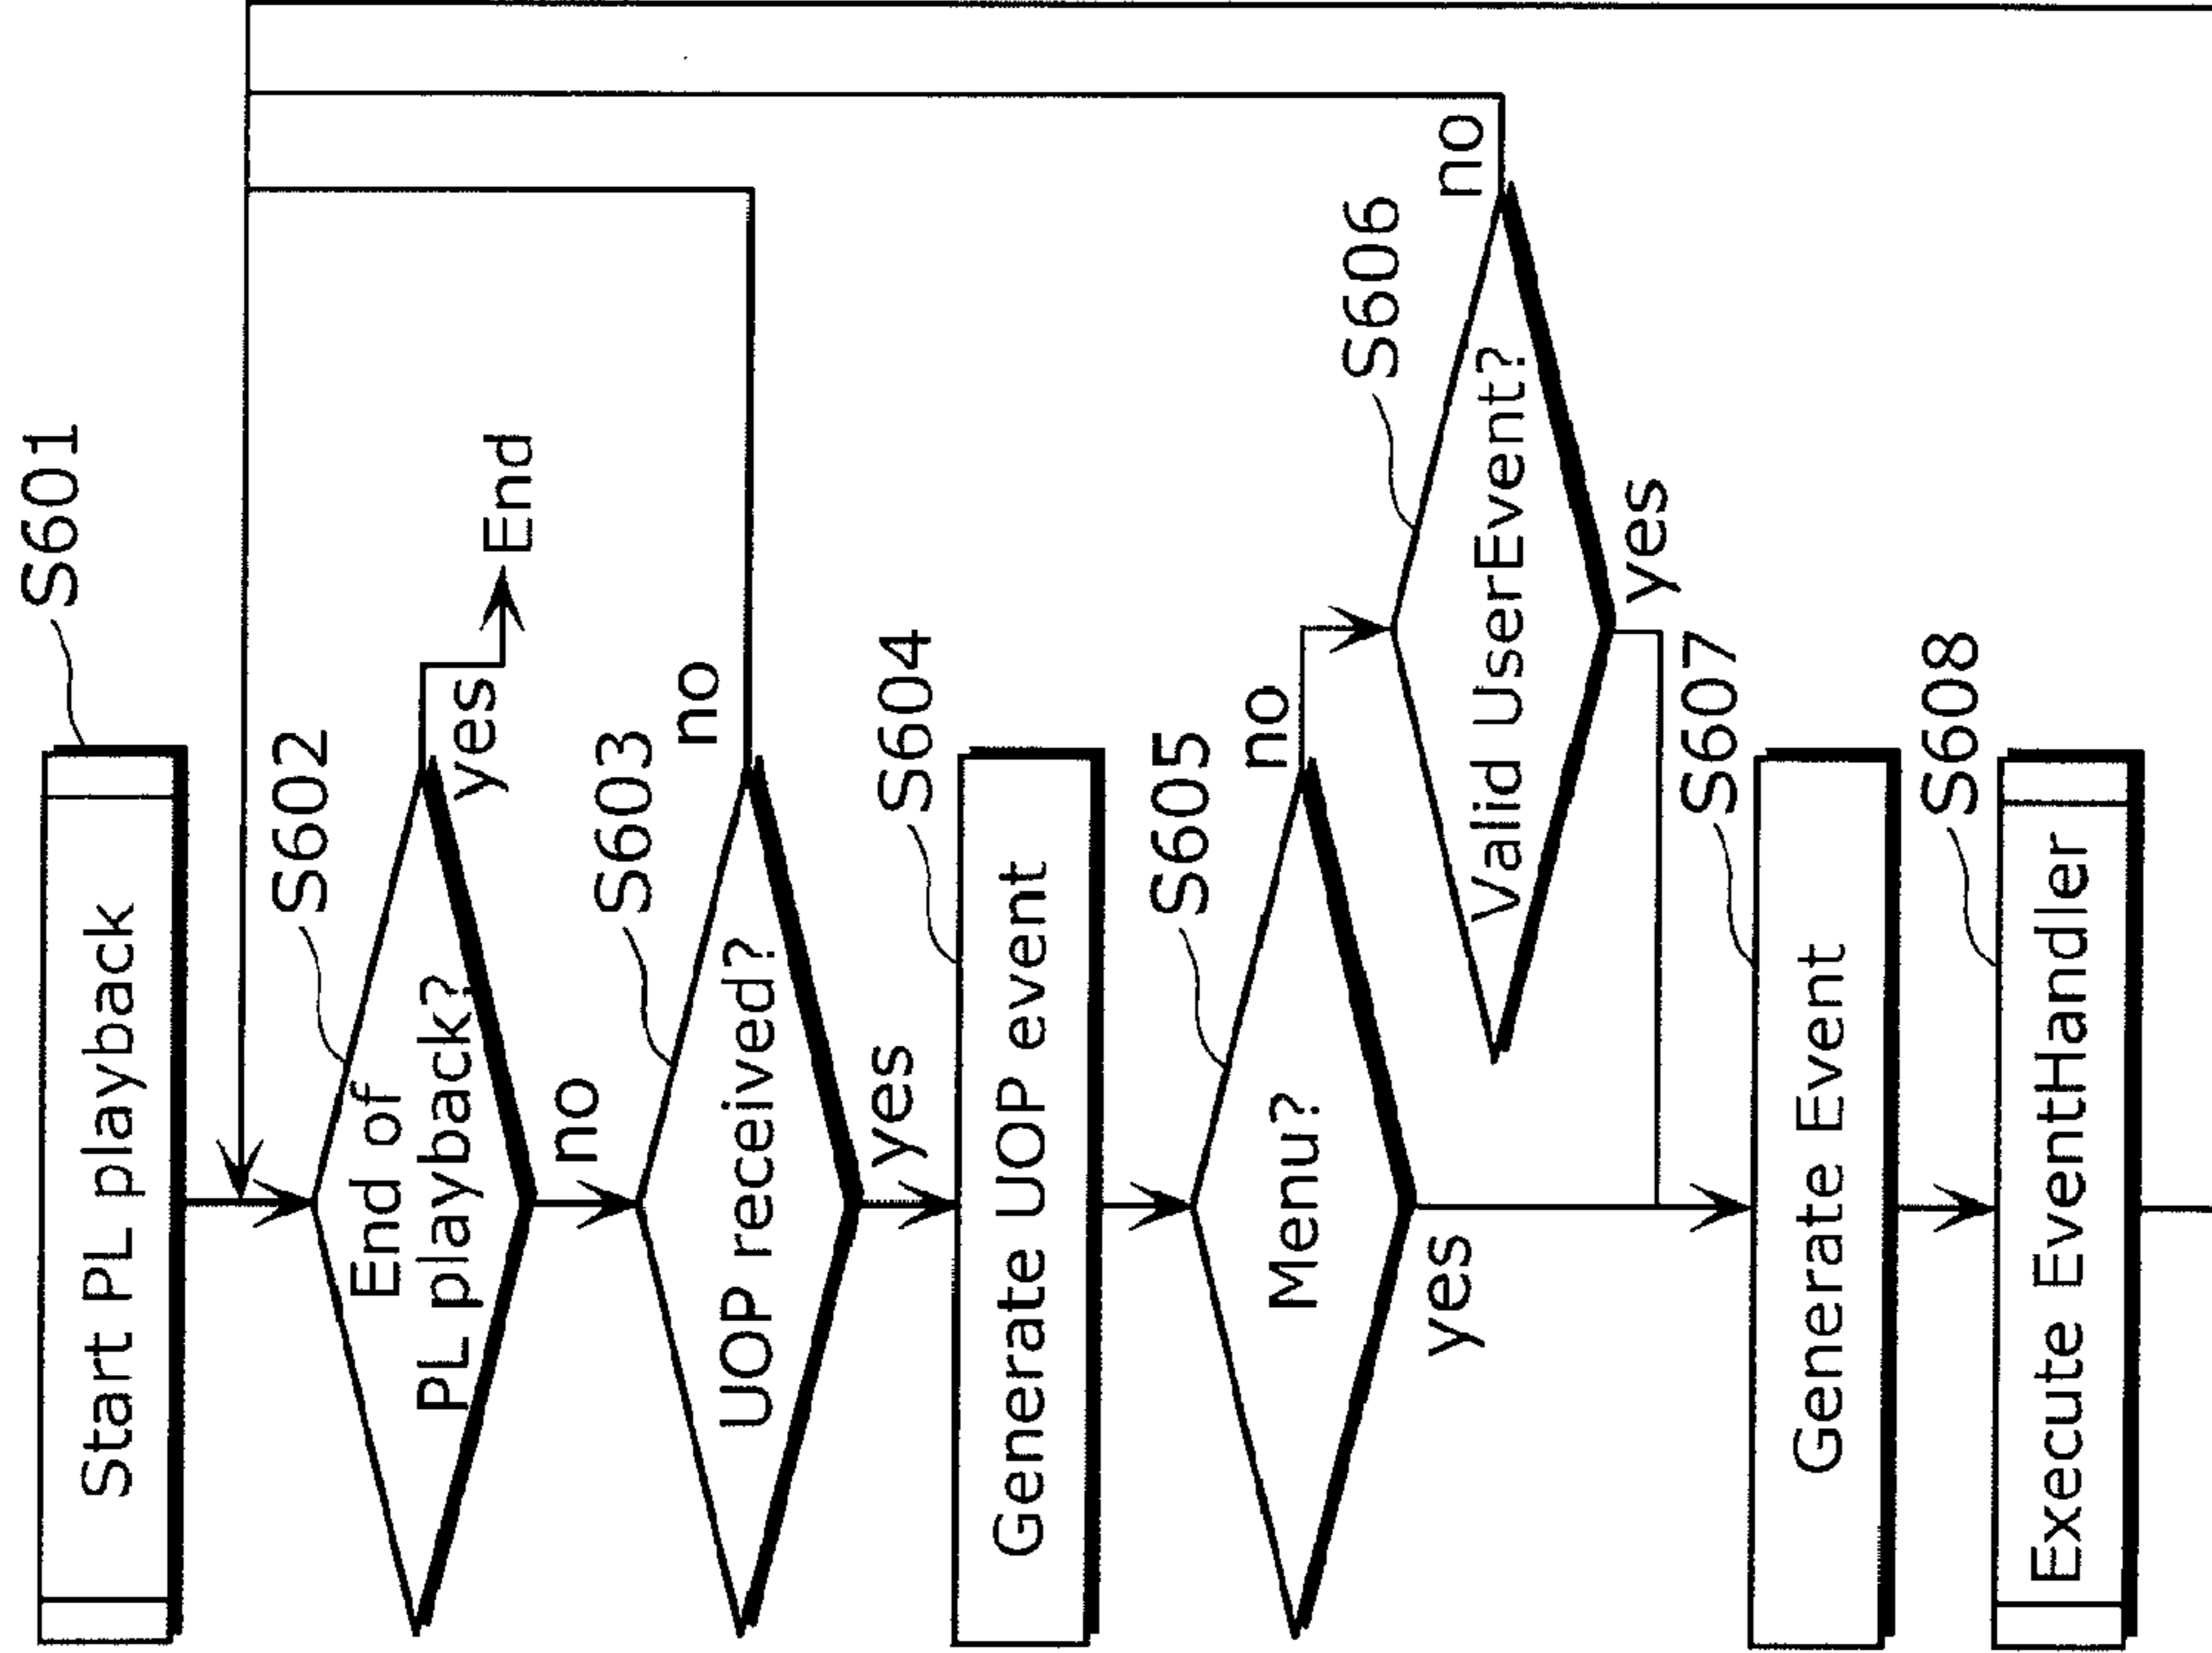 S601
Start PL playback
S602
End of
PL playback?
yes
End
no
S603
UOP received?
no
yes
S604
Generate UOP event
S605
Menu?
no
yes
S606
Valid UserEvent?
no
yes
S607
Generate Event
S608
Execute EventHandler